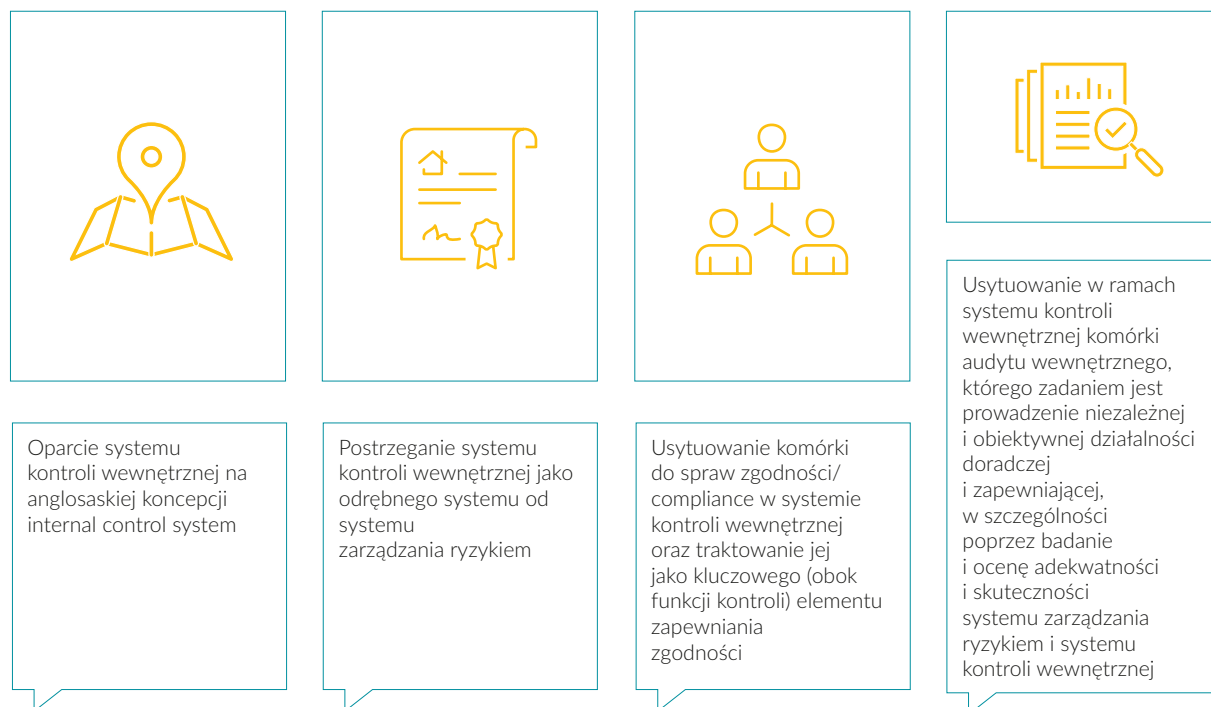 Oparcie systemu
kontroli wewnętrznej na
anglosaskiej koncepcji
internal control system
Postrzeganie systemu
kontroli wewnętrznej jako
odrębnego systemu od
systemu
zarządzania ryzykiem
Usytuowanie komórki
do spraw zgodności/
compliance w systemie
kontroli wewnętrznej
oraz traktowanie jej
jako kluczowego (obok
funkcji kontroli) elementu
zapewniania
zgodności
Usytuowanie w ramach
systemu kontroli
wewnętrznej komórki
audytu wewnętrznego,
którego zadaniem jest
prowadzenie niezależnej
i obiektywnej działalności
doradczej
i zapewniającej,
w szczególności
poprzez badanie
i ocenę adekwatności
i skuteczności
systemu zarządzania
ryzykiem i systemu
kontroli wewnętrznej